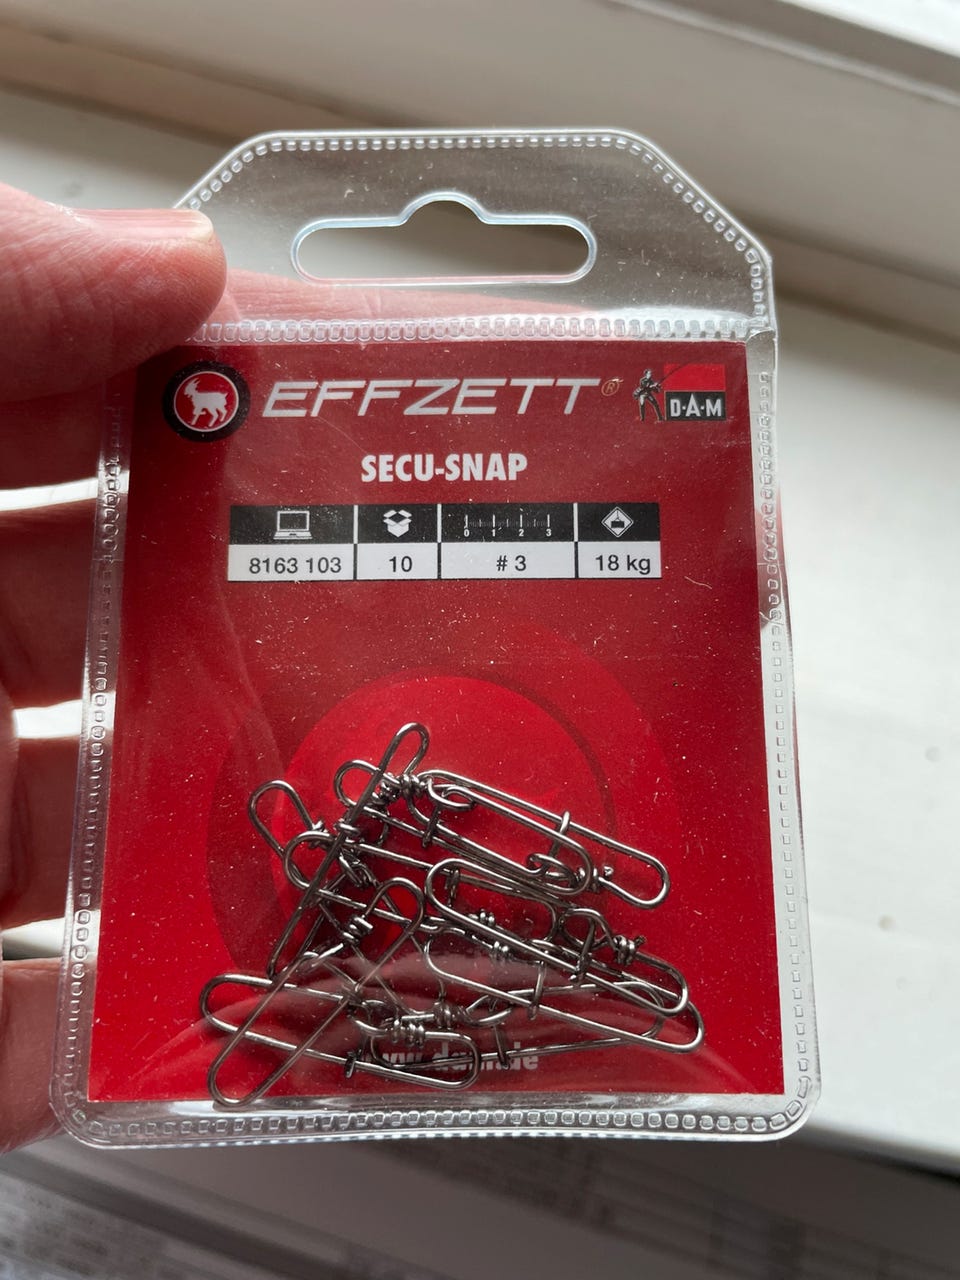 EFFZETT®
D·A·M
SECU-SNAP
0 1 2 3
8163 103 10 # 3 18 kg